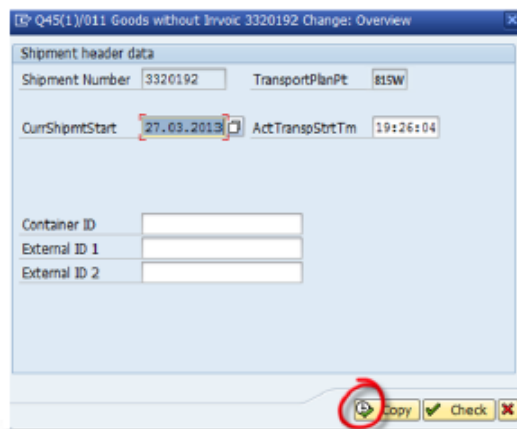 Q45(1)/011 Goods without Invoic 3320192 Change: Overview
Shipment header data
Shipment Number 3320192 TransportPlanPt 815W
CurrShipmtStart 27.03.2013 ActTranspStrtTm 19:26:04
Container ID
External ID 1
External ID 2
Copy Check